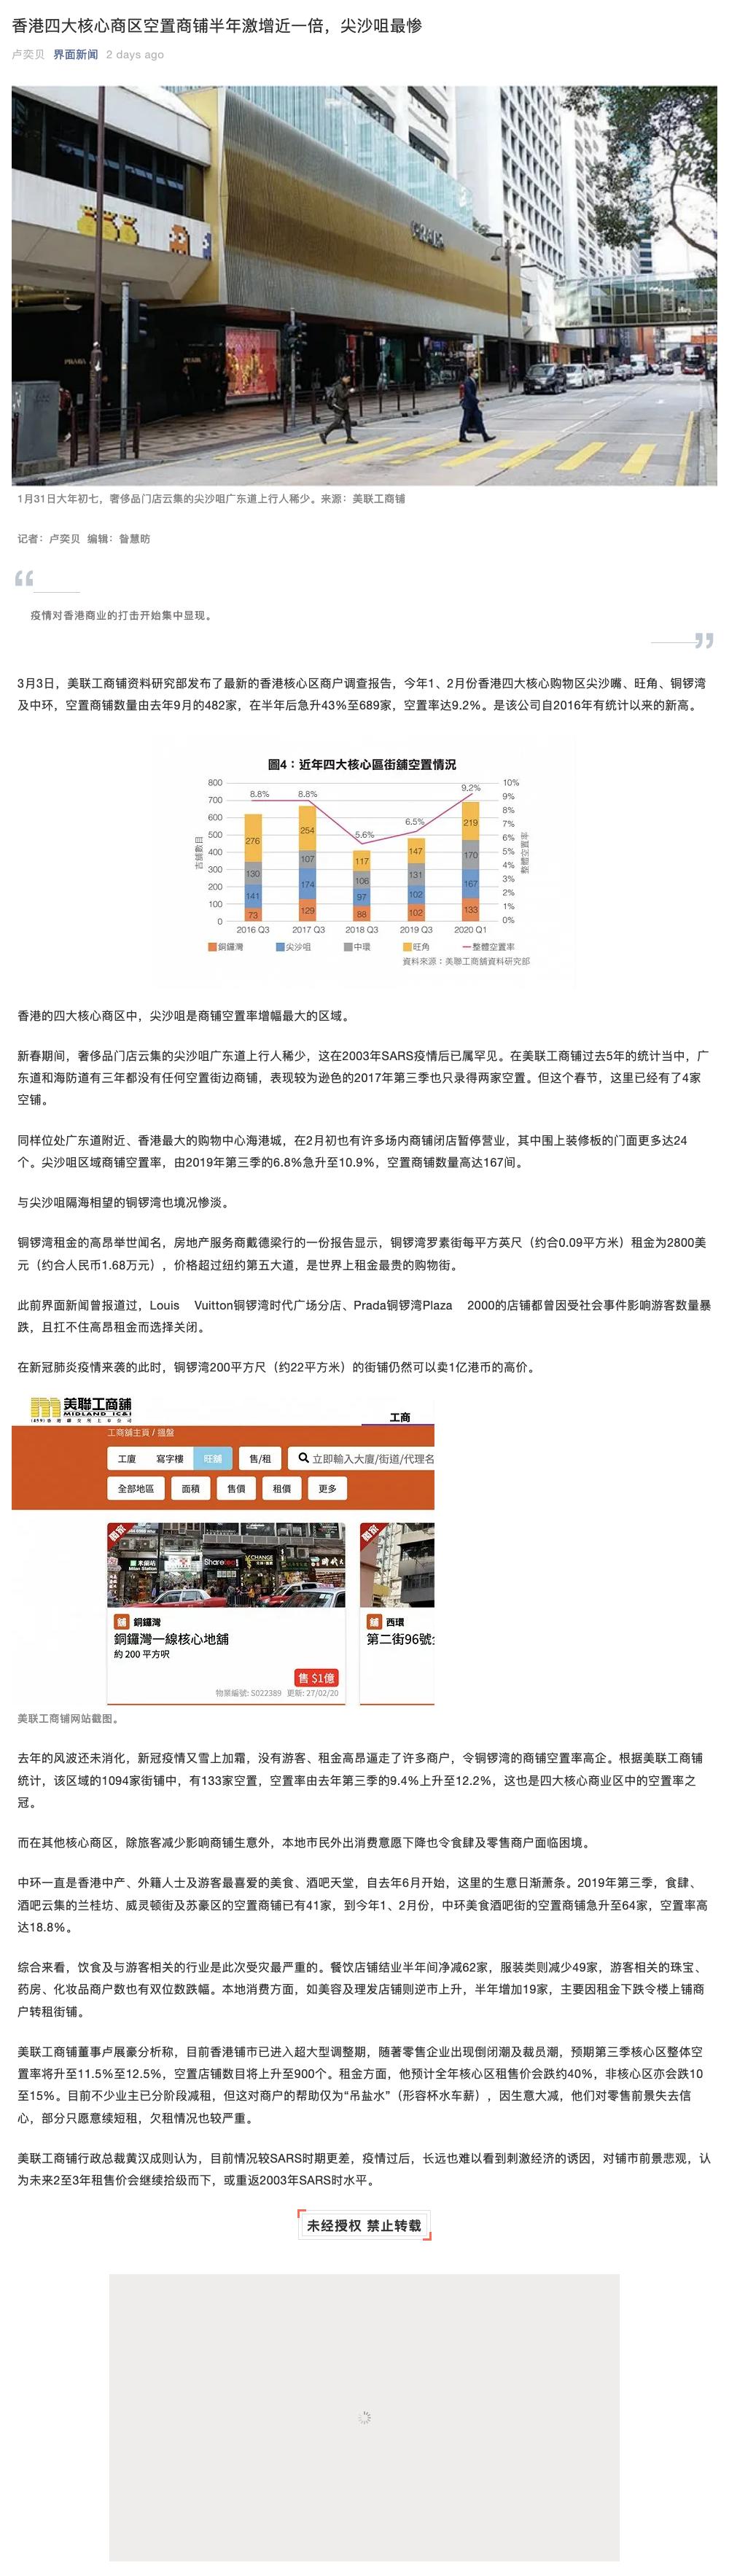 香港四大核心商区空置商铺半年激增近一倍，尖沙咀最惨
卢奕贝 界面新闻 2 days ago
PRADA
1月31日大年初七，奢侈品门店云集的尖沙咀广东道上行人稀少。来源：美联工商铺
记者：卢奕贝 编辑：昝慧昉
“
疫情对香港商业的打击开始集中显现。
”
3月3日，美联工商铺资料研究部发布了最新的香港核心区商户调查报告，今年1、2月份香港四大核心购物区尖沙嘴、旺角、铜锣湾
及中环，空置商铺数量由去年9月的482家，在半年后急升43%至689家，空置率达9.2%。是该公司自2016年有统计以来的新高。
圖4：近年四大核心區街舖空置情況
800 10%
8.8% 8.8% 9.2%
700 9%
8%
600 7%
500 6%
6.5%
5.6%
400 5%
4%
300 3%
200 2%
100 1%
0 0%
吉舖數目
整體空置率
276 254 117 147 219
130 107 106 131 170
141 174 97 102 167
73 129 88 102 133
2016 Q3 2017 Q3 2018 Q3 2019 Q3 2020 Q1
銅鑼灣 尖沙咀 中環 旺角 整體空置率
資料來源：美聯工商舖資料研究部
香港的四大核心商区中，尖沙咀是商铺空置率增幅最大的区域。
新春期间，奢侈品门店云集的尖沙咀广东道上行人稀少，这在2003年SARS疫情后已属罕见。在美联工商铺过去5年的统计当中，广
东道和海防道有三年都没有任何空置街边商铺，表现较为逊色的2017年第三季也只录得两家空置。但这个春节，这里已经有了4家
空铺。
同样位处广东道附近、香港最大的购物中心海港城，在2月初也有许多场内商铺闭店暂停营业，其中围上装修板的门面更多达24
个。尖沙咀区域商铺空置率，由2019年第三季的6.8%急升至10.9%，空置商铺数量高达167间。
与尖沙咀隔海相望的铜锣湾也境况惨淡。
铜锣湾租金的高昂举世闻名，房地产服务商戴德梁行的一份报告显示，铜锣湾罗素街每平方英尺（约合0.09平方米）租金为2800美
元（约合人民币1.68万元），价格超过纽约第五大道，是世界上租金最贵的购物街。
此前界面新闻曾报道过，Louis Vuitton铜锣湾时代广场分店、Prada铜锣湾Plaza 2000的店铺都曾因受社会事件影响游客数量暴
跌，且扛不住高昂租金而选择关闭。
在新冠肺炎疫情来袭的此时，铜锣湾200平方尺（约22平方米）的街铺仍然可以卖1亿港币的高价。
美聯工商舖
MIDLAND IC&I
工商
工商舖主頁 / 搵盤
工廈 寫字樓 旺舖 售/租 立即輸入大廈/街道/代理名
全部地區 面積 售價 租價 更多
Milan Station
Sharetea
EXCHANGE
舖 銅鑼灣
銅鑼灣一線核心地舖
約 200 平方呎
售 $1億
物業編號: S022389 更新: 27/02/20
舖 西環
第二街96號
美联工商铺网站截图。
去年的风波还未消化，新冠疫情又雪上加霜，没有游客、租金高昂逼走了许多商户，令铜锣湾的商铺空置率高企。根据美联工商铺
统计，该区域的1094家街铺中，有133家空置，空置率由去年第三季的9.4%上升至12.2%，这也是四大核心商业区中的空置率之
冠。
而在其他核心商区，除旅客减少影响商铺生意外，本地市民外出消费意愿下降也令食肆及零售商户面临困境。
中环一直是香港中产、外籍人士及游客最喜爱的美食、酒吧天堂，自去年6月开始，这里的生意日渐萧条。2019年第三季，食肆、
酒吧云集的兰桂坊、威灵顿街及苏豪区的空置商铺已有41家，到今年1、2月份，中环美食酒吧街的空置商铺急升至64家，空置率高
达18.8%。
综合来看，饮食及与游客相关的行业是此次受灾最严重的。餐饮店铺结业半年间净减62家，服装类则减少49家，游客相关的珠宝、
药房、化妆品商户数也有双位数跌幅。本地消费方面，如美容及理发店铺则逆市上升，半年增加19家，主要因租金下跌令楼上铺商
户转租街铺。
美联工商铺董事卢展豪分析称，目前香港铺市已进入超大型调整期，随著零售企业出现倒闭潮及裁员潮，预期第三季核心区整体空
置率将升至11.5%至12.5%，空置店铺数目将上升至900个。租金方面，他预计全年核心区租售价会跌约40%，非核心区亦会跌10
至15%。目前不少业主已分阶段减租，但这对商户的帮助仅为“吊盐水”（形容杯水车薪），因生意大减，他们对零售前景失去信
心，部分只愿意续短租，欠租情况也较严重。
美联工商铺行政总裁黄汉成则认为，目前情况较SARS时期更差，疫情过后，长远也难以看到刺激经济的诱因，对铺市前景悲观，认
为未来2至3年租售价会继续拾级而下，或重返2003年SARS时水平。
未经授权 禁止转载